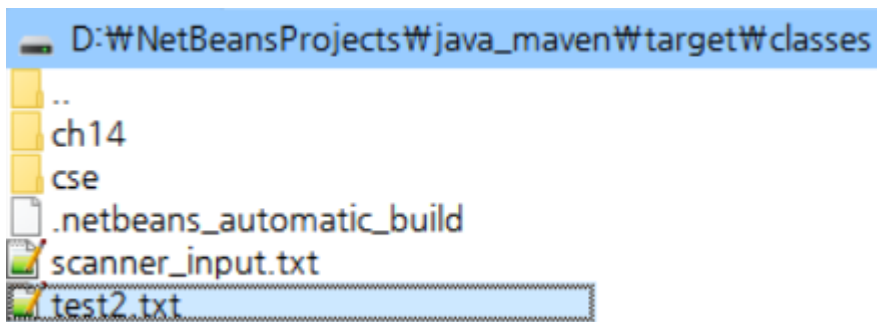 D:₩NetBeansProjects₩java_maven₩target₩classes
..
ch14
cse
.netbeans_automatic_build
scanner_input.txt
test2.txt